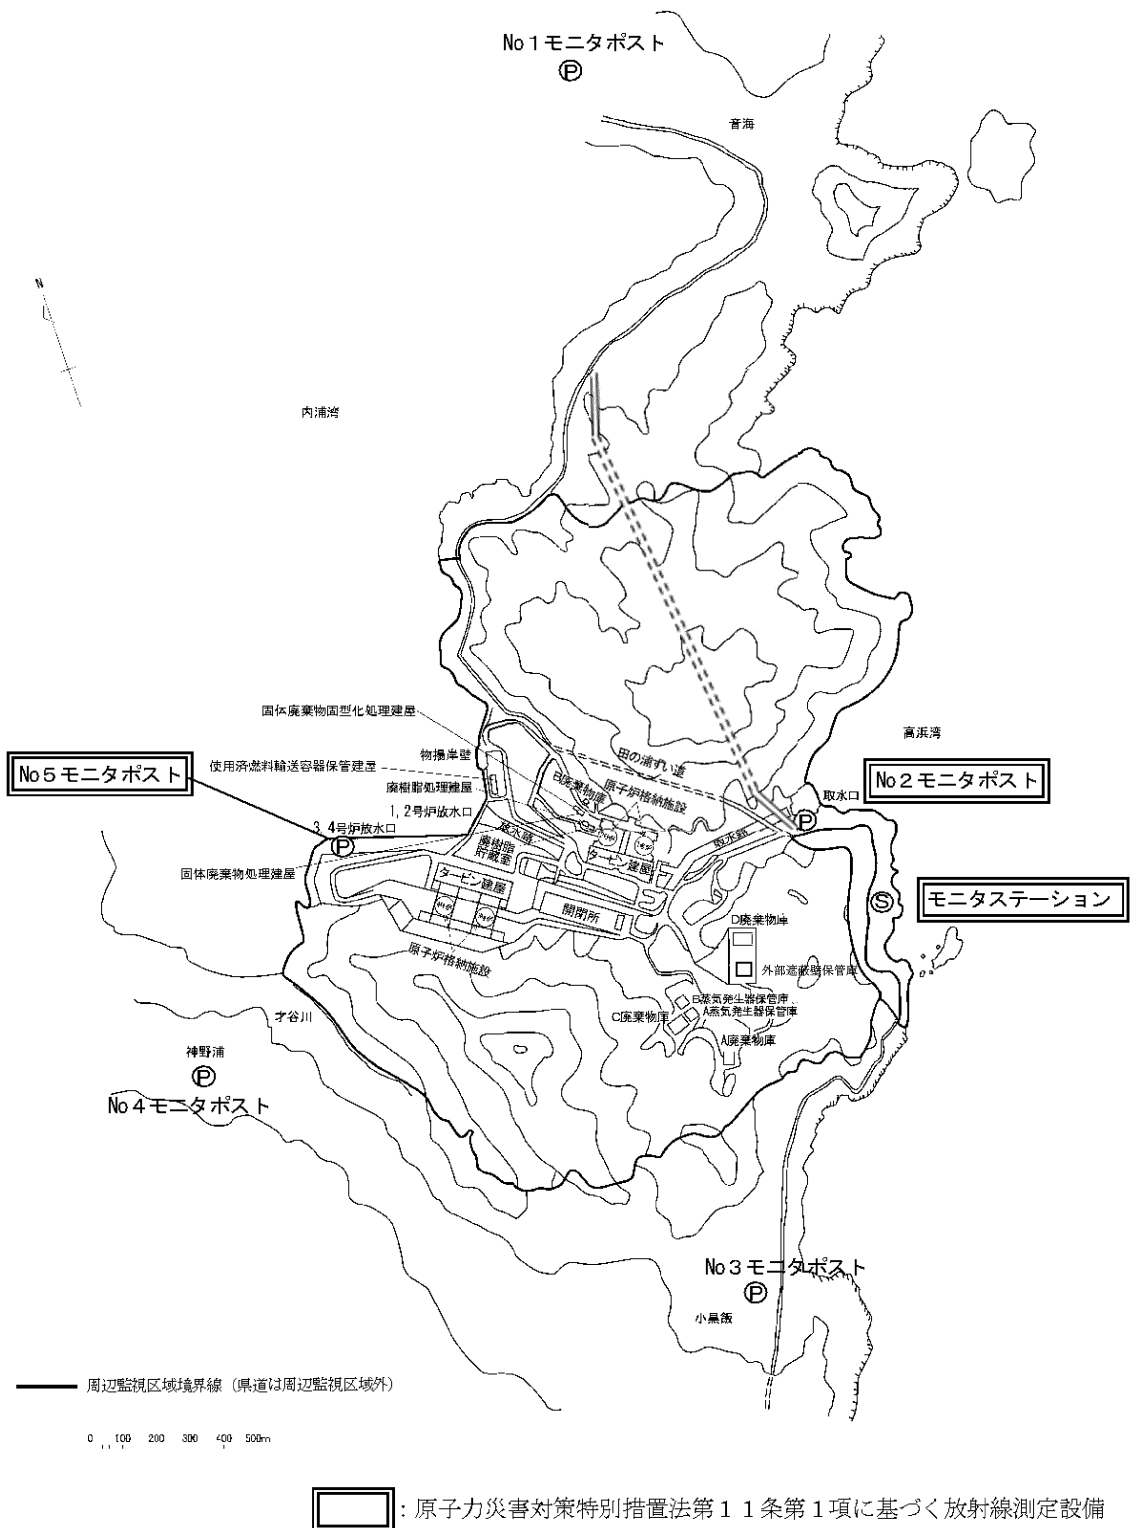 No1モニタポスト
Ⓟ
音海
N
内浦湾
固体廃棄物固型化処理建屋
高浜湾
物揚岸壁
田の浦ずい道
No5モニタポスト
使用済燃料輸送容器保管建屋
B廃棄物庫
原子炉格納施設
No2モニタポスト
廃樹脂処理建屋
取水口
1,2号炉放水口
3,4号炉放水口
Ⓟ
Ⓟ
放水路
取水路
廃樹脂
貯蔵室
タービン建屋
固体廃棄物処理建屋
タービン建屋
モニタステーション
Ⓢ
開閉所
D廃棄物庫
原子炉格納施設
外部遮蔽壁保管庫
B蒸気発生器保管庫
A蒸気発生器保管庫
C廃棄物庫
才谷川
A廃棄物庫
神野浦
Ⓟ
No4モニタポスト
No3モニタポスト
Ⓟ
小黒飯
周辺監視区域境界線（県道は周辺監視区域外）
0 100 200 300 400 500m
：原子力災害対策特別措置法第11条第1項に基づく放射線測定設備